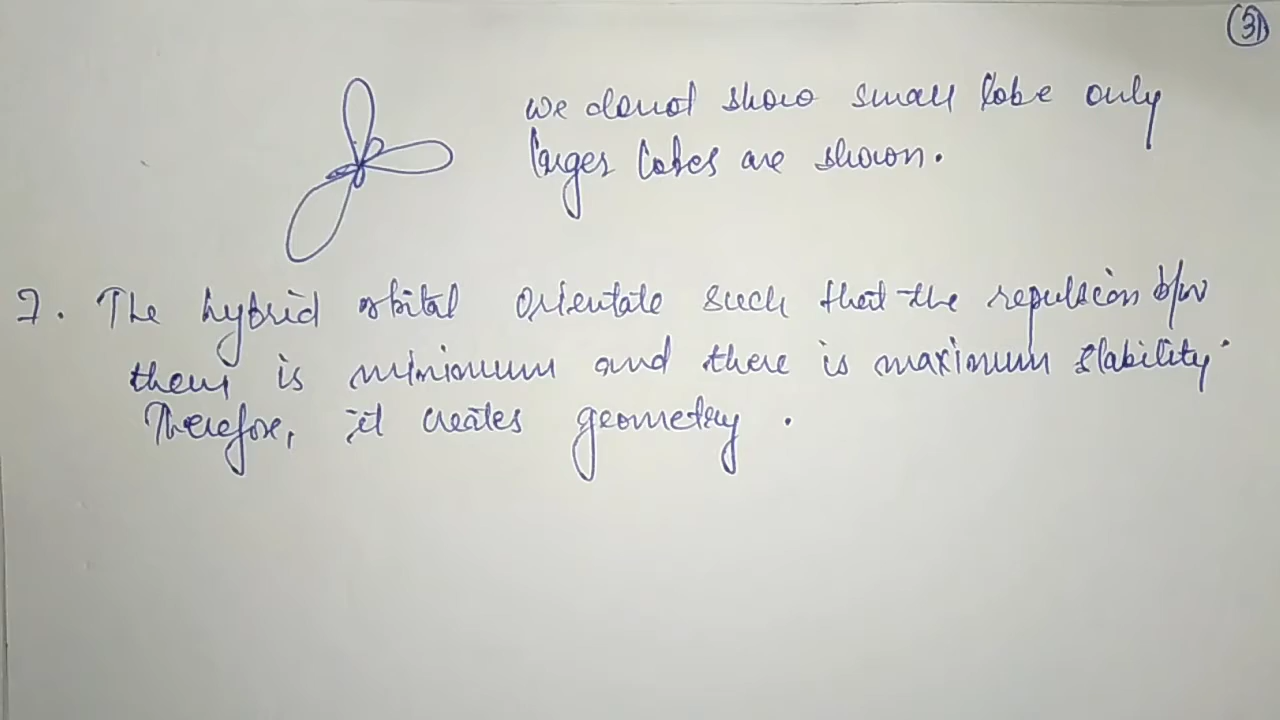 (3)
we donot show small lobe only
larger lobes are shown.
7. The hybrid orbital orientate such that the repulsion b/w
them is minimum and there is maximum stability.
Therefore, it creates geometry.